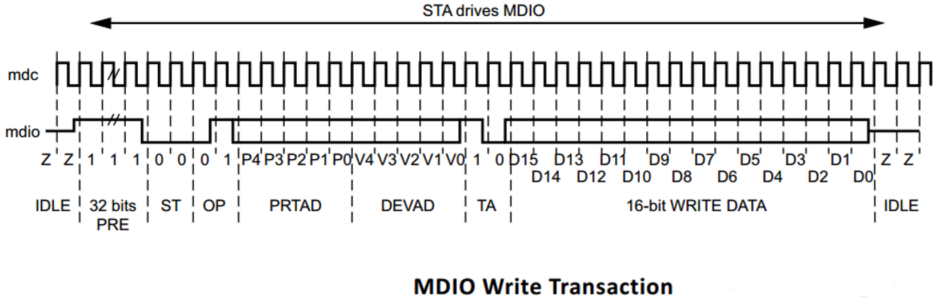 STA drives MDIO
mdc
mdio
Z Z 1 1 1 0 0 0 1 P4 P3 P2 P1 P0 V4 V3 V2 V1 V0 1 0 D15 D13 D11 D9 D7 D5 D3 D1 Z Z
D14 D12 D10 D8 D6 D4 D2 D0
IDLE 32 bits ST OP PRTAD DEVAD TA 16-bit WRITE DATA IDLE
PRE
MDIO Write Transaction